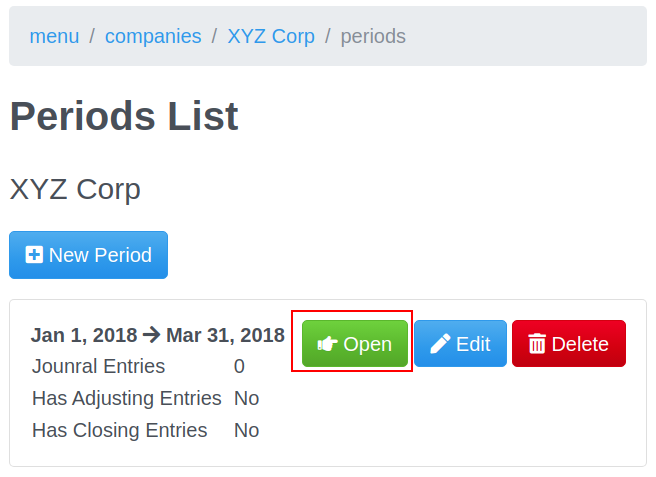 menu / companies / XYZ Corp / periods
Periods List
XYZ Corp
New Period
Jan 1, 2018 → Mar 31, 2018 Open Edit Delete
Jounral Entries 0
Has Adjusting Entries No
Has Closing Entries No